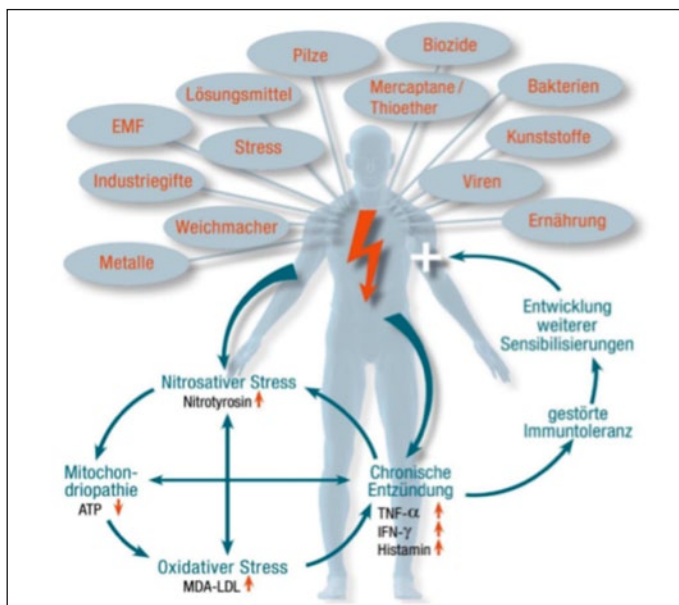 Pilze
Biozide
Lösungsmittel
Mercaptane /
Thioether
Bakterien
EMF
Stress
Kunststoffe
Industriegifte
Viren
Weichmacher
Ernährung
Metalle
+
Entwicklung
weiterer
Sensibilisierungen
Nitrosativer Stress
Nitrotyrosin
gestörte
Immuntoleranz
Mitochon-
driopathie
ATP
Chronische
Entzündung
TNF-α
IFN-γ
Histamin
Oxidativer Stress
MDA-LDL